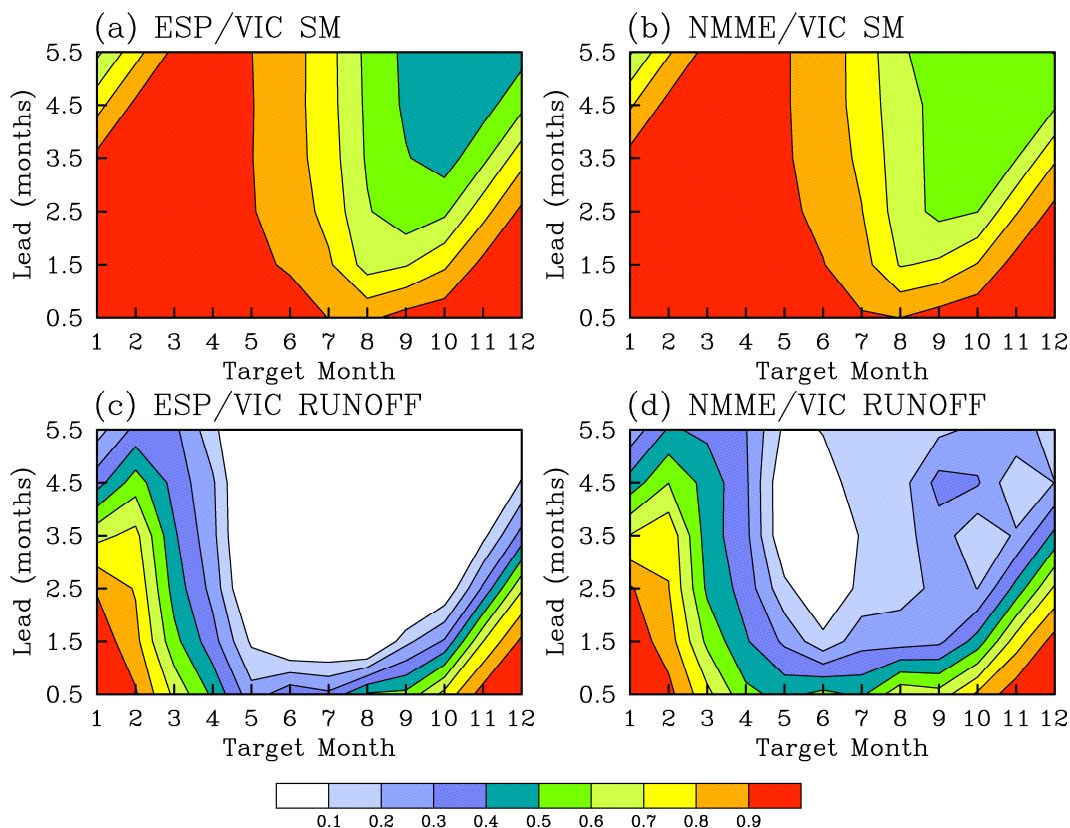 (a) ESP/VIC SM
(b) NMME/VIC SM
5.5
4.5
3.5
2.5
1.5
0.5
Lead (months)
1 2 3 4 5 6 7 8 9 10 11 12
Target Month
5.5
4.5
3.5
2.5
1.5
0.5
Lead (months)
1 2 3 4 5 6 7 8 9 10 11 12
Target Month
(c) ESP/VIC RUNOFF
(d) NMME/VIC RUNOFF
5.5
4.5
3.5
2.5
1.5
0.5
Lead (months)
1 2 3 4 5 6 7 8 9 10 11 12
Target Month
5.5
4.5
3.5
2.5
1.5
0.5
Lead (months)
1 2 3 4 5 6 7 8 9 10 11 12
Target Month
0.1 0.2 0.3 0.4 0.5 0.6 0.7 0.8 0.9